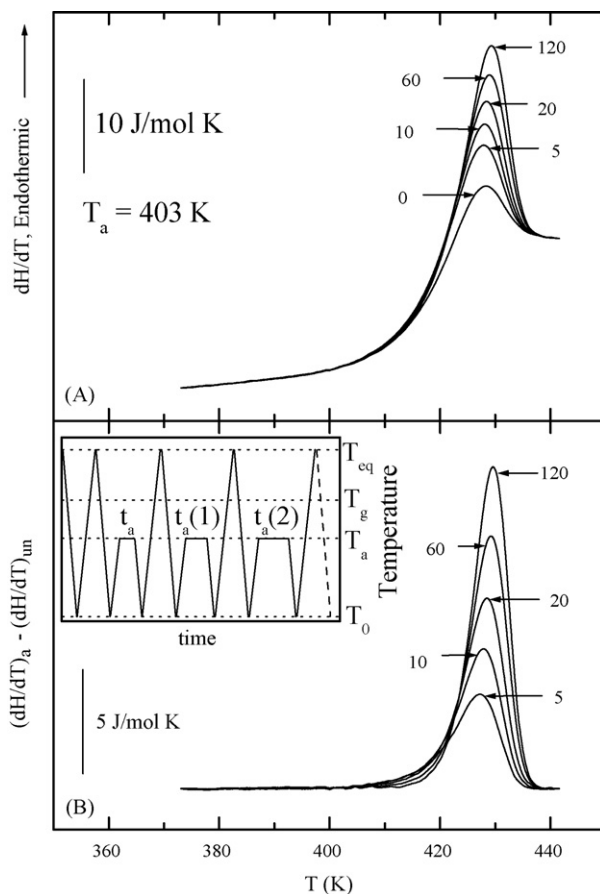 dH/dT, Endothermic
10 J/mol K
T_a = 403 K
120
60
20
10
5
0
(A)
(dH/dT)_a - (dH/dT)_un
T_eq
T_g
t_a
t_a(1)
t_a(2)
T_a
T_0
Temperature
time
120
60
20
10
5
5 J/mol K
(B)
360
380
400
420
440
T (K)